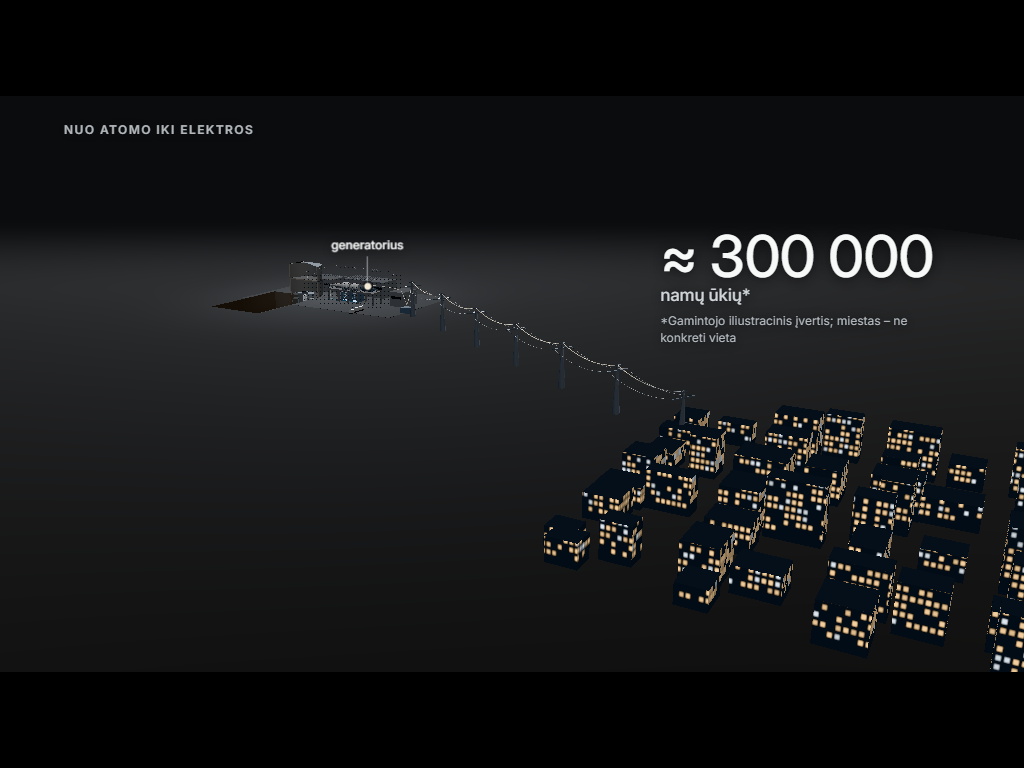 NUO ATOMO IKI ELEKTROS
generatorius
≈ 300 000
namų ūkių*
*Gamintojo iliustracinis įvertis; miestas – ne
konkreti vieta